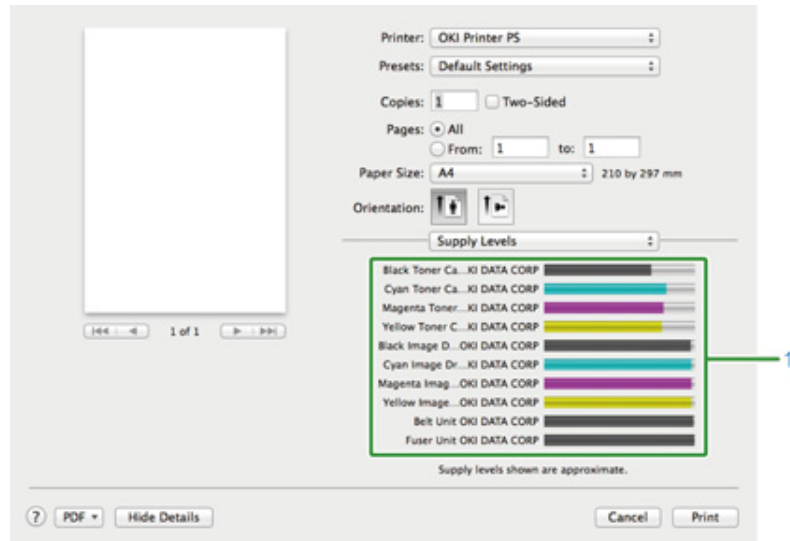 Printer: OKI Printer PS
Presets: Default Settings
Copies: 1 Two-Sided
Pages: All
From: 1 to: 1
Paper Size: A4 210 by 297 mm
Orientation:
Supply Levels
Black Toner Ca...KI DATA CORP
Cyan Toner Ca...KI DATA CORP
Magenta Toner...KI DATA CORP
Yellow Toner C...KI DATA CORP
Black Image D...OKI DATA CORP
Cyan Image Dr...KI DATA CORP
Magenta Imag...OKI DATA CORP
Yellow Image...OKI DATA CORP
Belt Unit OKI DATA CORP
Fuser Unit OKI DATA CORP
1
Supply levels shown are approximate.
1 of 1
? PDF Hide Details Cancel Print